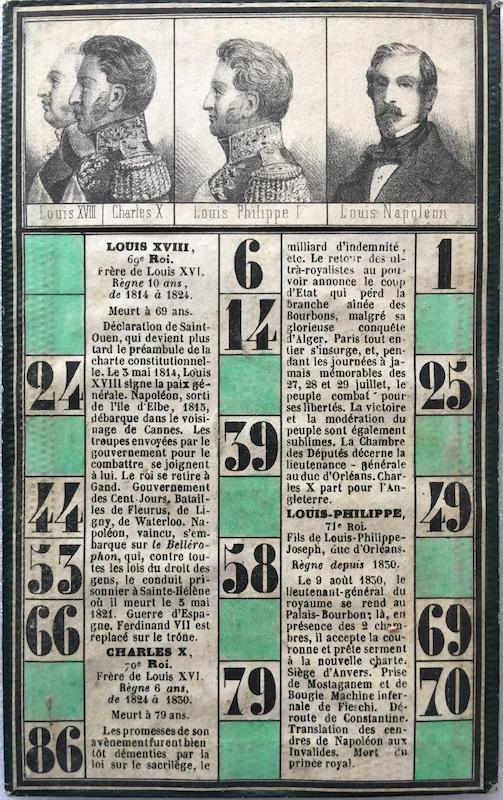 Louis XVIII
Charles X
Louis Philippe I
Louis Napoléon
24
44
53
66
86
LOUIS XVIII,
69e Roi.
Frère de Louis XVI.
Règne 10 ans,
de 1814 à 1824.
Meurt à 69 ans.
Déclaration de Saint-
Ouen, qui devient plus
tard le préambule de la
charte constitutionnel-
le. Le 3 mai 1814, Louis
XVIII signe la paix gé-
nérale. Napoléon, sorti
de l'île d'Elbe, 1815,
débarque dans le voisi-
nage de Cannes. Les
troupes envoyées par le
gouvernement pour le
combattre se joignent
à lui. Le roi se retire à
Gand. Gouvernement
des Cent-Jours, Batail-
les de Fleurus, de Li-
gny, de Waterloo. Na-
poléon, vaincu, s'em-
barque sur le Belléro-
phon, qui, contre tou-
tes les lois du droit des
gens, le conduit pri-
sonnier à Sainte-Hélène
où il meurt le 5 mai
1821. Guerre d'Espa-
gne. Ferdinand VII est
replacé sur le trône.
CHARLES X,
70e Roi.
Frère de Louis XVI.
Règne 6 ans,
de 1824 à 1830.
Meurt à 79 ans.
Les promesses de son
avènement furent bien
tôt démenties par la
loi sur le sacrilège, le
6
14
39
58
79
milliard d'indemnité,
etc. Le retour des ul-
trà-royalistes au pou-
voir annonce le coup
d'Etat qui perd la
branche aînée des
Bourbons, malgré sa
glorieuse conquête
d'Alger. Paris tout en-
tier s'insurge, et, pen-
dant les journées à ja-
mais mémorables des
27, 28 et 29 juillet, le
peuple combat pour
ses libertés. La victoire
et la modération du
peuple sont également
sublimes. La Chambre
des Députés décerne la
lieutenance-générale
au duc d'Orléans. Char-
les X part pour l'An-
gleterre.
LOUIS-PHILIPPE,
71e Roi.
Fils de Louis-Philippe-
Joseph, duc d'Orléans.
Règne depuis 1830.
Le 9 août 1830, le
lieutenant-général du
royaume se rend au
Palais-Bourbon; là, en
présence des 2 cham-
bres, il accepte la cou-
ronne et prête serment
à la nouvelle charte.
Siège d'Anvers. Prise
de Mostaganem et de
Bougie. Machine infer-
nale de Fieschi. Dé-
route de Constantine.
Translation des cen-
dres de Napoléon aux
Invalides. Mort du
prince royal.
1
25
49
69
70